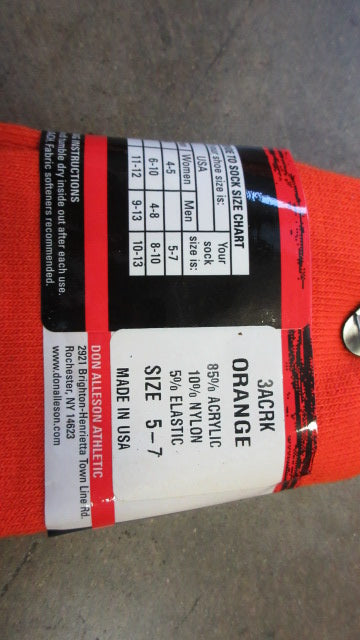 TO SOCK SIZE CHART
shoe size is:
Your
sock
size is:
USA
Women Men
4-5 5-7
6-10 4-8 8-10
11-12 9-13 10-13
INSTRUCTIONS
tumble dry inside out after each use.
Fabric softeners recommended.
3ACRK
ORANGE
85% ACRYLIC
10% NYLON
5% ELASTIC
SIZE 5-7
MADE IN USA
DON ALLESON ATHLETIC
2921 Brighton-Henrietta Town Line Rd.
Rochester, NY 14623
www.donalleson.com